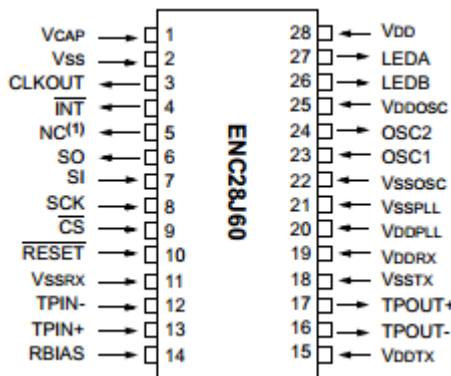 VCAP 1 28 VDD
VSS 2 27 LEDA
CLKOUT 3 26 LEDB
INT 4 25 VDDOSC
NC(1) 5 24 OSC2
SO 6 23 OSC1
SI 7 22 VSSOSC
SCK 8 21 VSSPLL
CS 9 20 VDDPLL
RESET 10 19 VDDRX
VSSRX 11 18 VSSTX
TPIN- 12 17 TPOUT+
TPIN+ 13 16 TPOUT-
RBIAS 14 15 VDDTX
ENC28J60